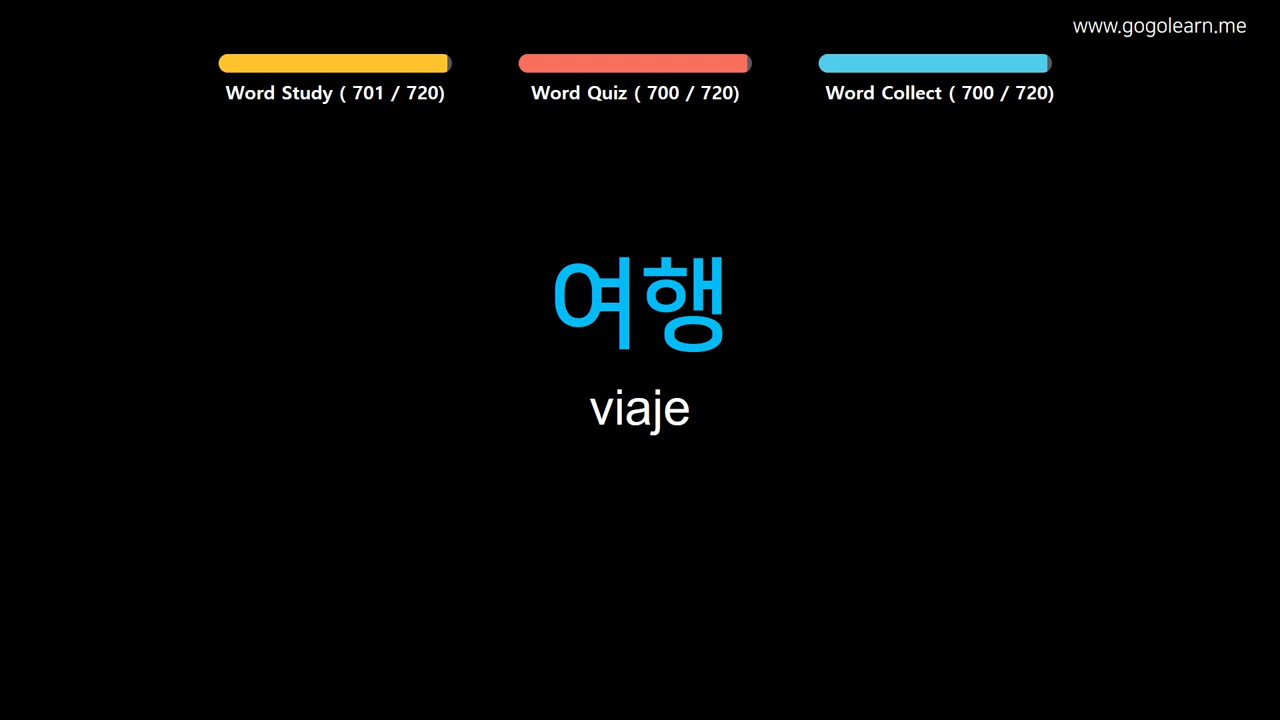 www.gogolearn.me
Word Study ( 701 / 720)
Word Quiz ( 700 / 720)
Word Collect ( 700 / 720)
여행
viaje